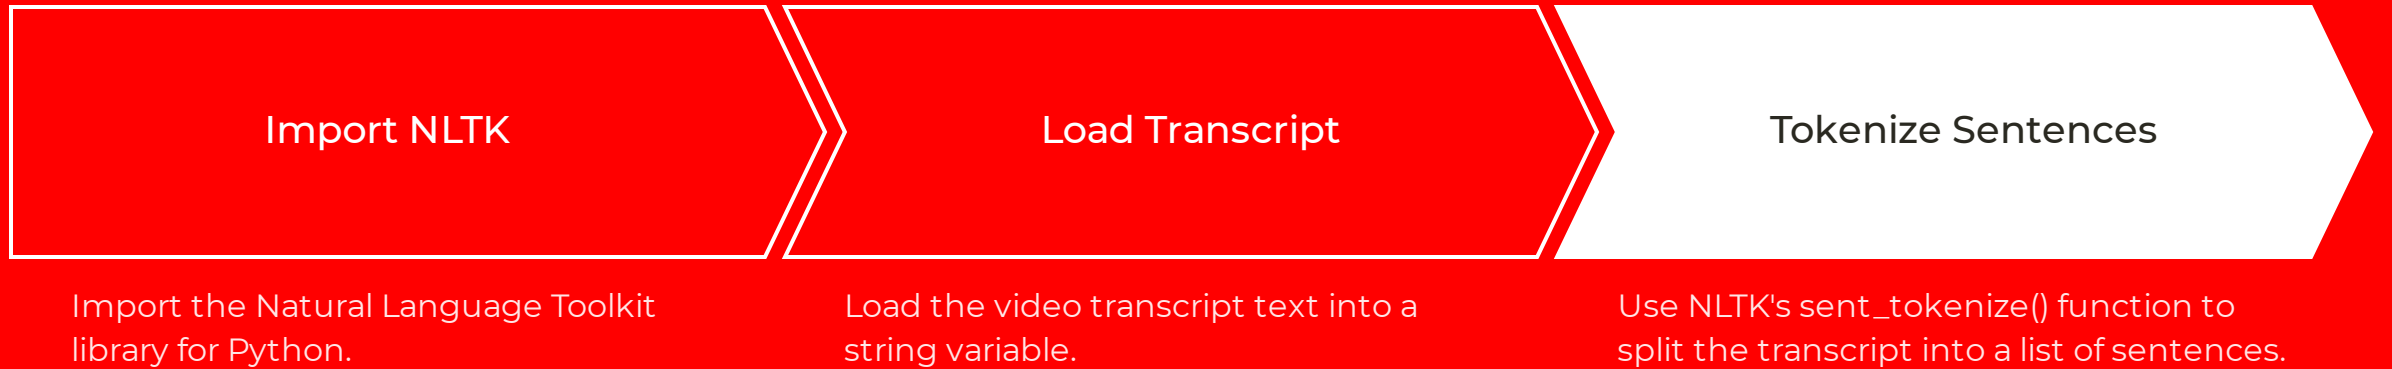 Import NLTK
Load Transcript
Tokenize Sentences
Import the Natural Language Toolkit
library for Python.
Load the video transcript text into a
string variable.
Use NLTK's sent_tokenize() function to
split the transcript into a list of sentences.